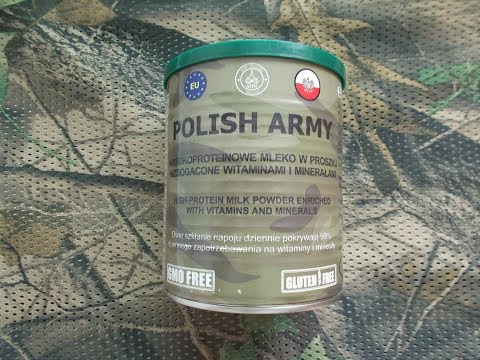 EU
POLISH ARMY
WYSOKOPROTEINOWE MLEKO W PROSZKU
WZBOGACONE WITAMINAMI I MINERAŁAMI
HIGH-PROTEIN MILK POWDER ENRICHED
WITH VITAMINS AND MINERALS
Dwie szklanki napoju dziennie pokrywają 50%
dziennego zapotrzebowania na witaminy i minerały
GMO FREE
GLUTEN FREE